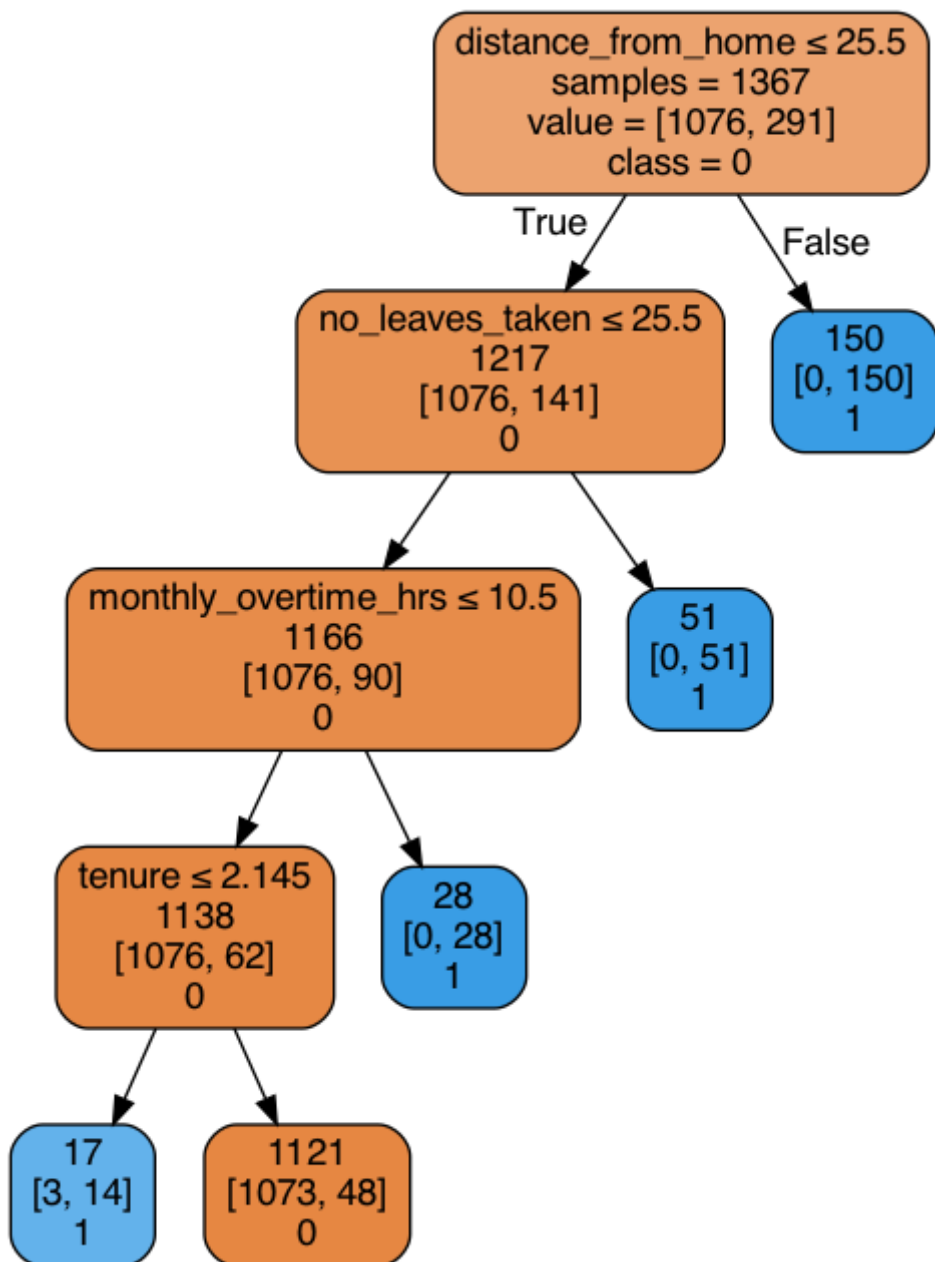 distance_from_home ≤ 25.5
samples = 1367
value = [1076, 291]
class = 0
True
False
no_leaves_taken ≤ 25.5
1217
[1076, 141]
0
150
[0, 150]
1
monthly_overtime_hrs ≤ 10.5
1166
[1076, 90]
0
51
[0, 51]
1
tenure ≤ 2.145
1138
[1076, 62]
0
28
[0, 28]
1
17
[3, 14]
1
1121
[1073, 48]
0